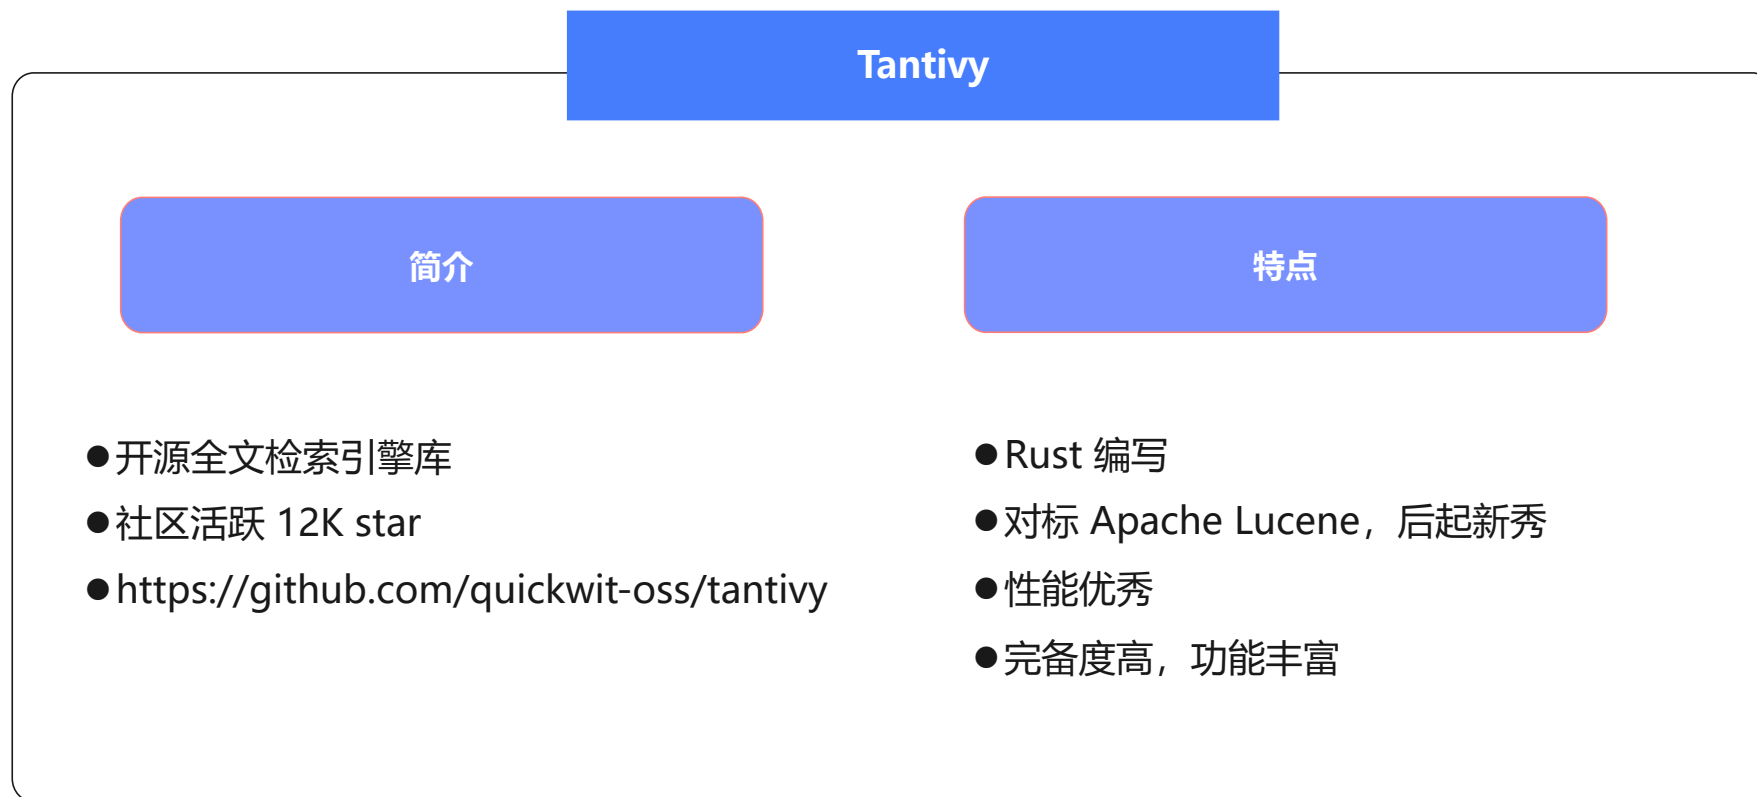 Tantivy
简介
●开源全文检索引擎库
●社区活跃 12K star
●https://github.com/quickwit-oss/tantivy
特点
●Rust 编写
●对标 Apache Lucene，后起新秀
●性能优秀
●完备度高，功能丰富